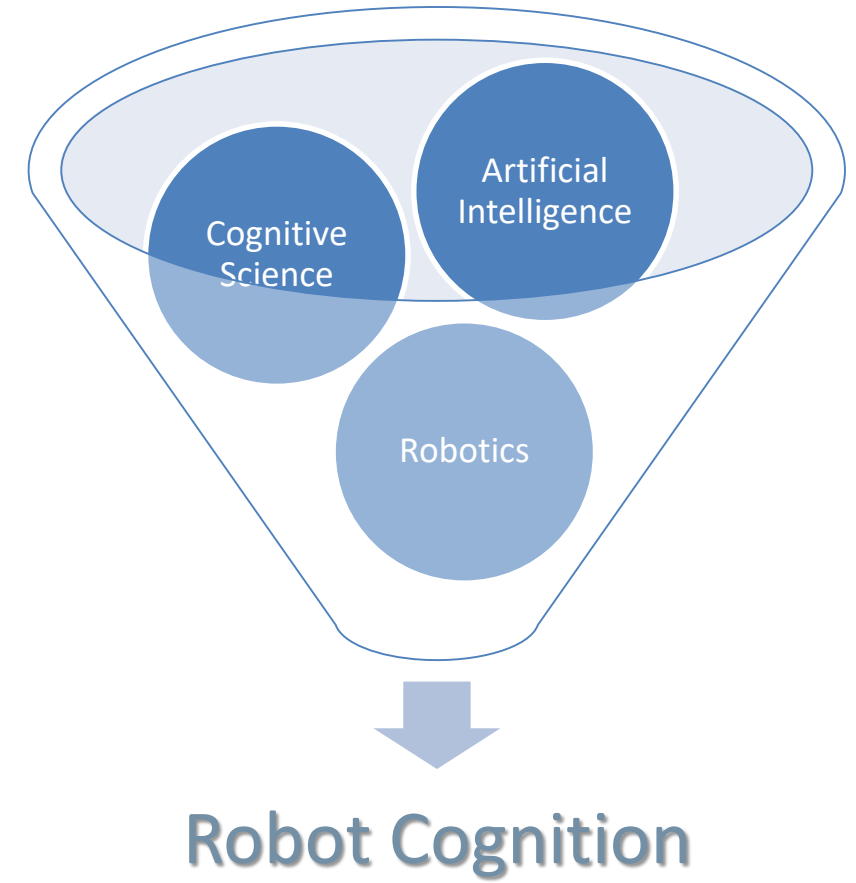 Artificial
Intelligence
Cognitive
Science
Robotics
Robot Cognition